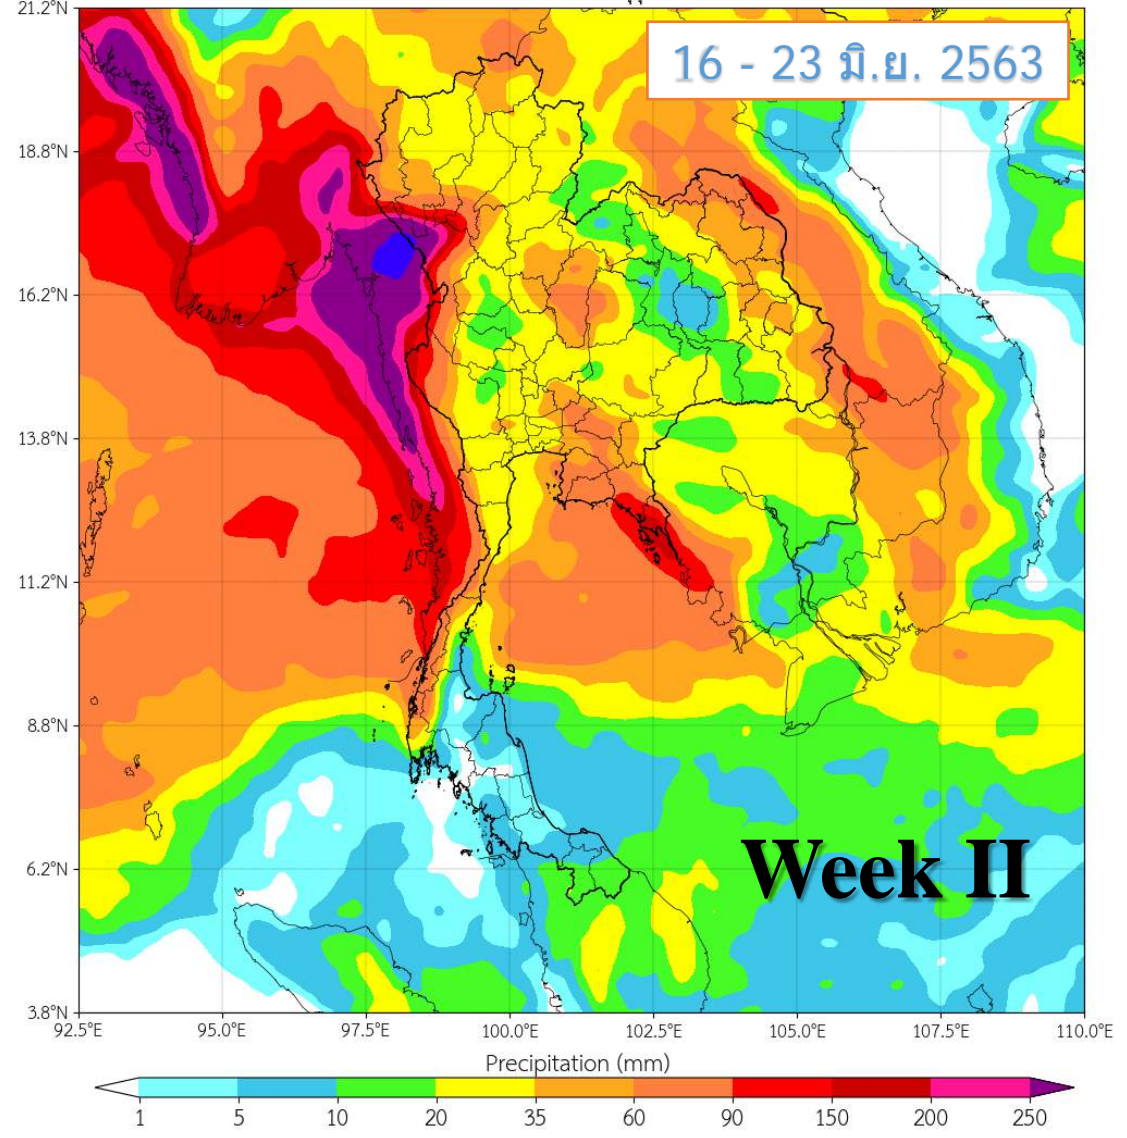 21.2°N
16 - 23 มิ.ย. 2563
18.8°N
16.2°N
13.8°N
11.2°N
8.8°N
Week II
6.2°N
3.8°N
92.5°E 95.0°E 97.5°E 100.0°E 102.5°E 105.0°E 107.5°E 110.0°E
Precipitation (mm)
1 5 10 20 35 60 90 150 200 250